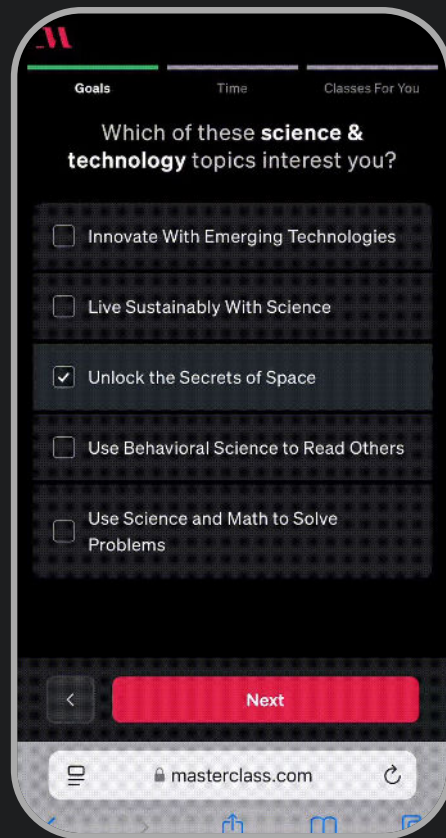 Goals Time Classes For You
Which of these science &
technology topics interest you?
Innovate With Emerging Technologies
Live Sustainably With Science
Unlock the Secrets of Space
Use Behavioral Science to Read Others
Use Science and Math to Solve
Problems
Next
masterclass.com